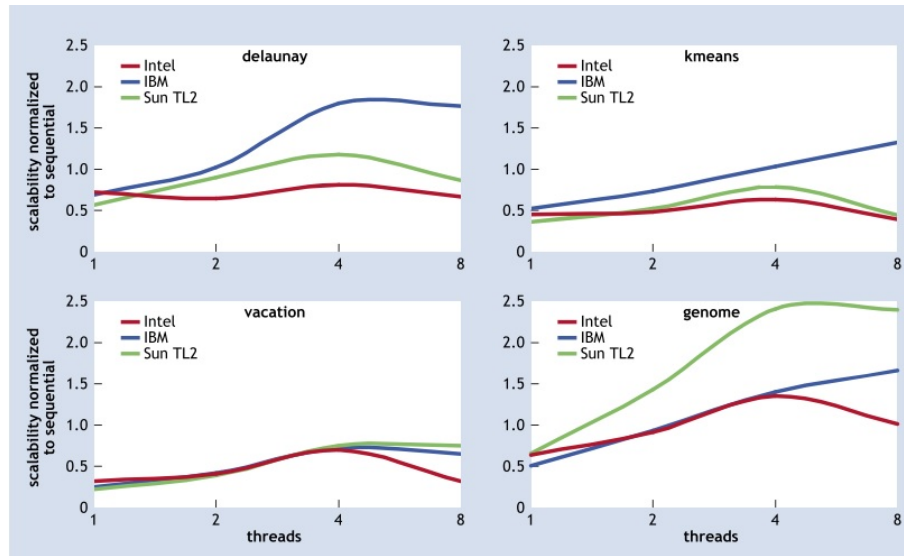 delaunay
2.5
2.0
1.5
1.0
0.5
0
Intel
IBM
Sun TL2
scalability normalized
to sequential
1 2 4 8
kmeans
2.5
2.0
1.5
1.0
0.5
0
Intel
IBM
Sun TL2
1 2 4 8
vacation
2.5
2.0
1.5
1.0
0.5
0
Intel
IBM
Sun TL2
scalability normalized
to sequential
1 2 4 8
threads
genome
2.5
2.0
1.5
1.0
0.5
0
Intel
IBM
Sun TL2
1 2 4 8
threads